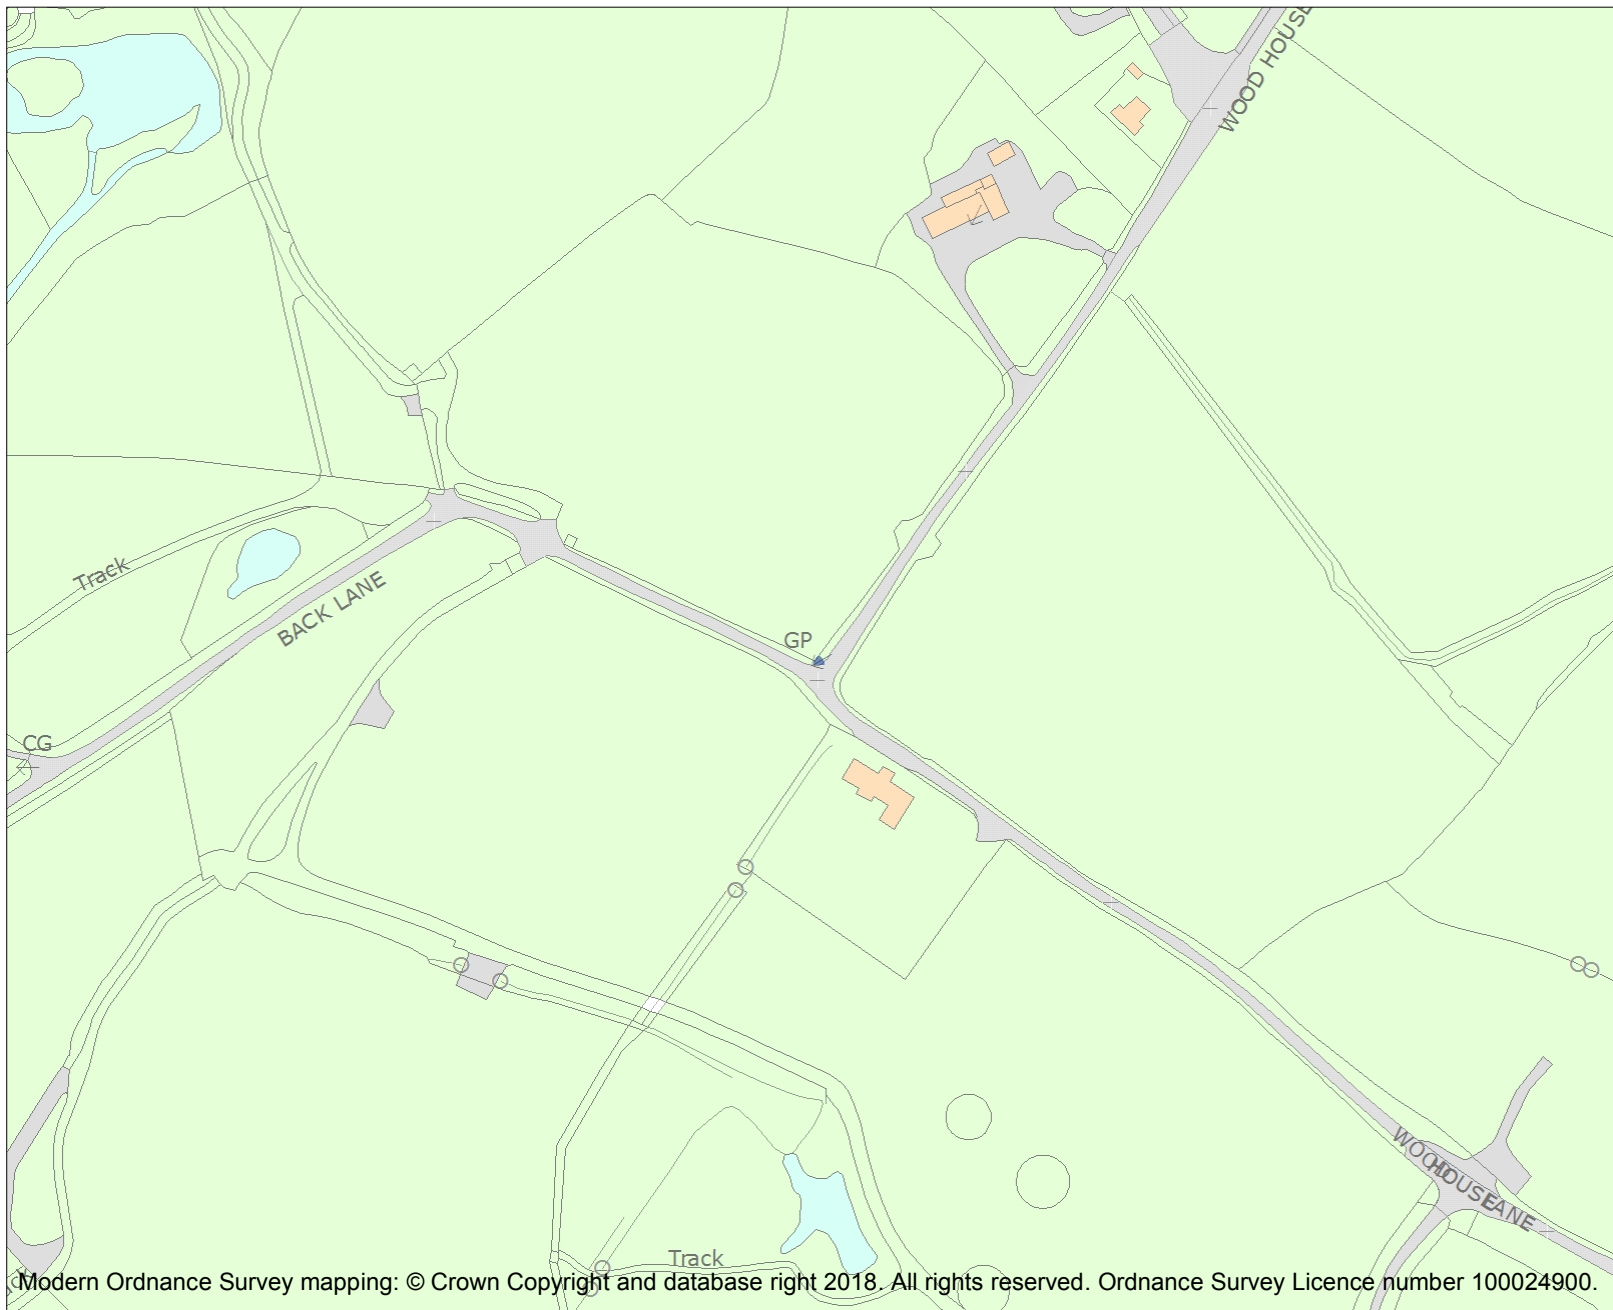 WOOD HOUSE
Track
BACK LANE
GP
CG
WOOD
HOUSE
LANE
Track
Modern Ordnance Survey mapping: © Crown Copyright and database right 2018. All rights reserved. Ordnance Survey Licence number 100024900.